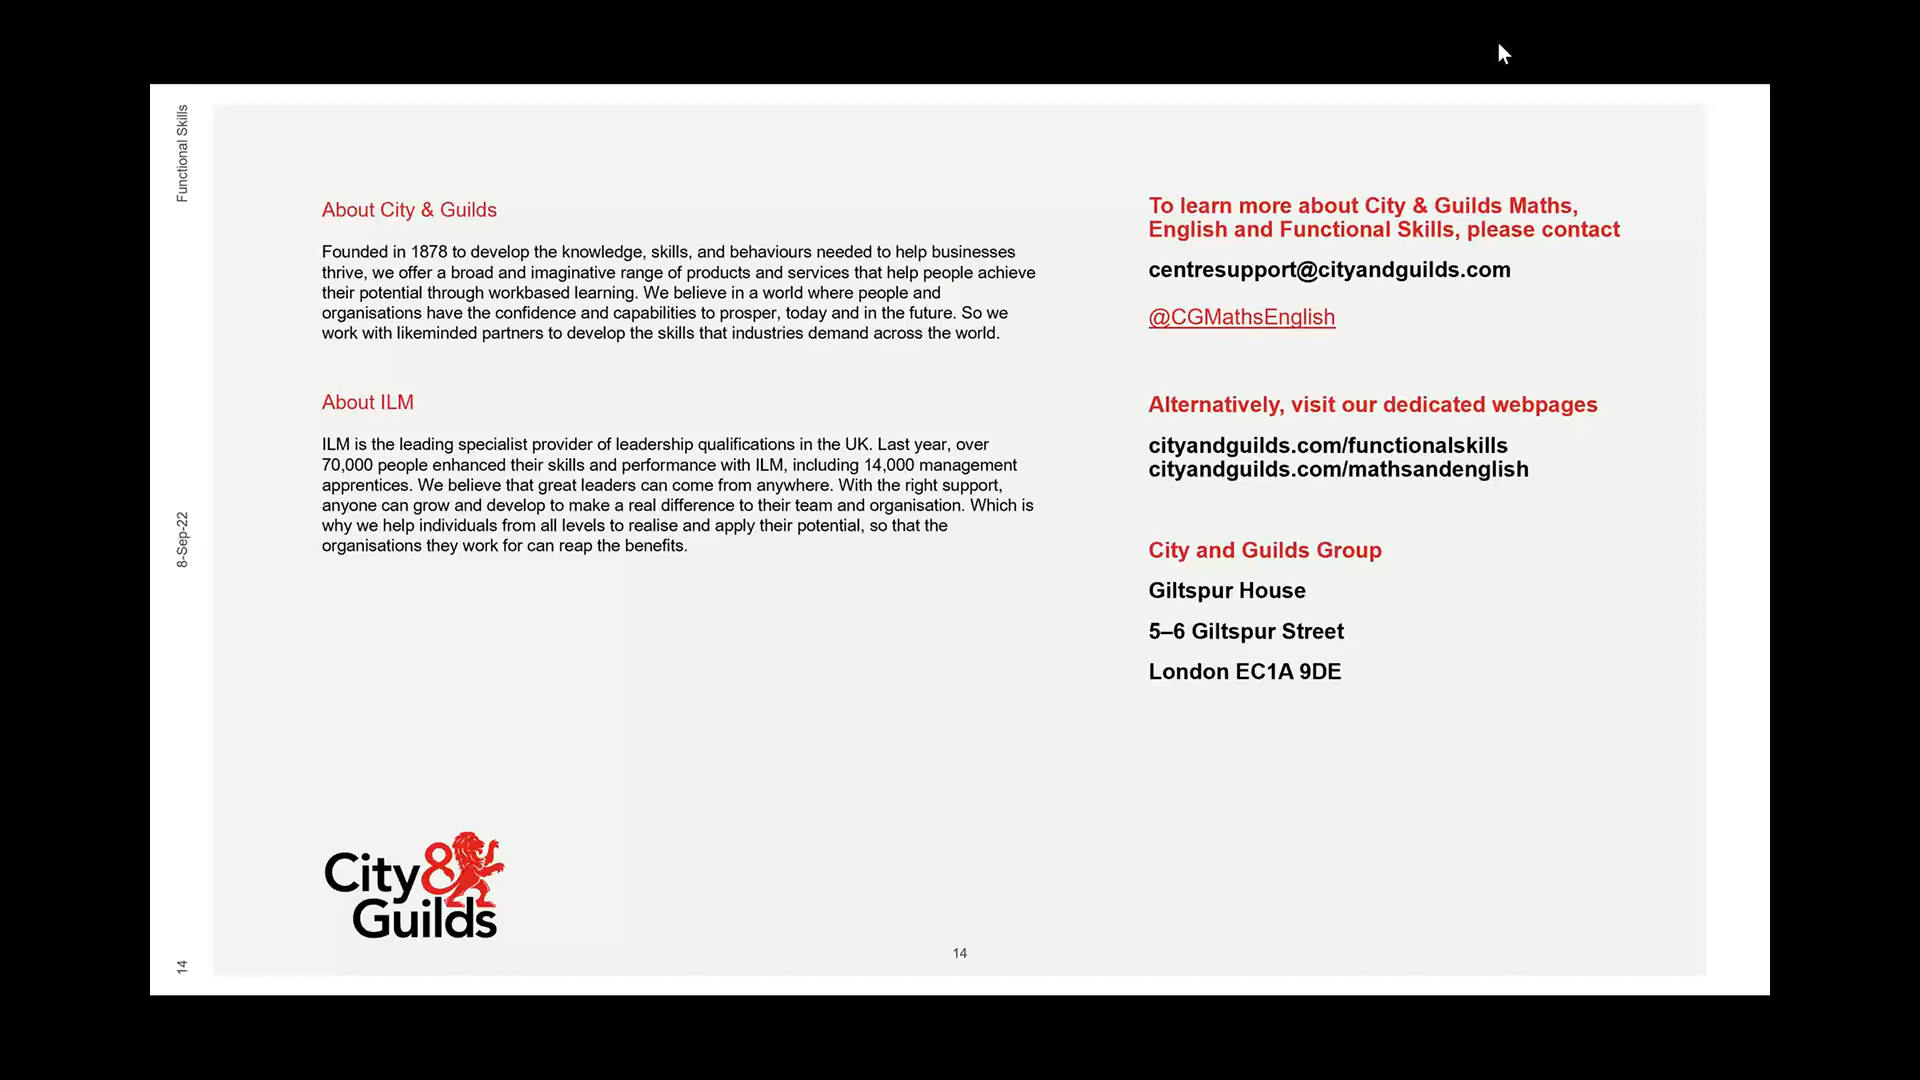 Functional Skills
8-Sep-22
14
About City & Guilds
Founded in 1878 to develop the knowledge, skills, and behaviours needed to help businesses
thrive, we offer a broad and imaginative range of products and services that help people achieve
their potential through workbased learning. We believe in a world where people and
organisations have the confidence and capabilities to prosper, today and in the future. So we
work with likeminded partners to develop the skills that industries demand across the world.
About ILM
ILM is the leading specialist provider of leadership qualifications in the UK. Last year, over
70,000 people enhanced their skills and performance with ILM, including 14,000 management
apprentices. We believe that great leaders can come from anywhere. With the right support,
anyone can grow and develop to make a real difference to their team and organisation. Which is
why we help individuals from all levels to realise and apply their potential, so that the
organisations they work for can reap the benefits.
To learn more about City & Guilds Maths,
English and Functional Skills, please contact
centresupport@cityandguilds.com
@CGMathsEnglish
Alternatively, visit our dedicated webpages
cityandguilds.com/functionalskills
cityandguilds.com/mathsandenglish
City and Guilds Group
Giltspur House
5–6 Giltspur Street
London EC1A 9DE
City &
Guilds
14